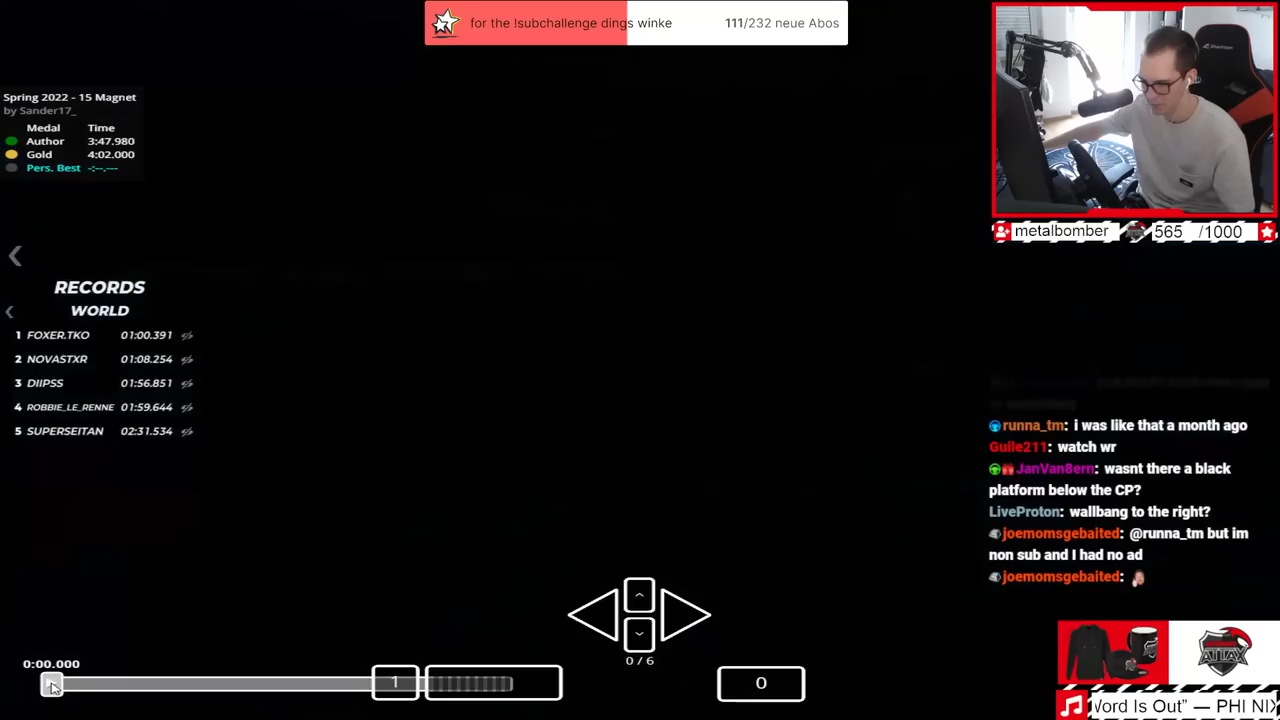 for the !subchallenge dings winke 111/232 neue Abos
Spring 2022 - 15 Magnet
by Sander17_
Medal Time
Author 3:47.980
Gold 4:02.000
Pers. Best -:--.---
RECORDS
WORLD
1 FOXER.TKO 01:00.391
2 NOVASTXR 01:08.254
3 DIIPSS 01:56.851
4 ROBBIE_LE_RENNE 01:59.644
5 SUPERSEITAN 02:31.534
metalbomber 565 /1000
runna_tm: i was like that a month ago
Guile211: watch wr
JanVan8ern: wasnt there a black
platform below the CP?
LiveProton: wallbang to the right?
joemomsgebaited: @runna_tm but im
non sub and I had no ad
joemomsgebaited:
0 / 6
0:00.000
1
0
ATTAX
Word Is Out” — PHI NIX